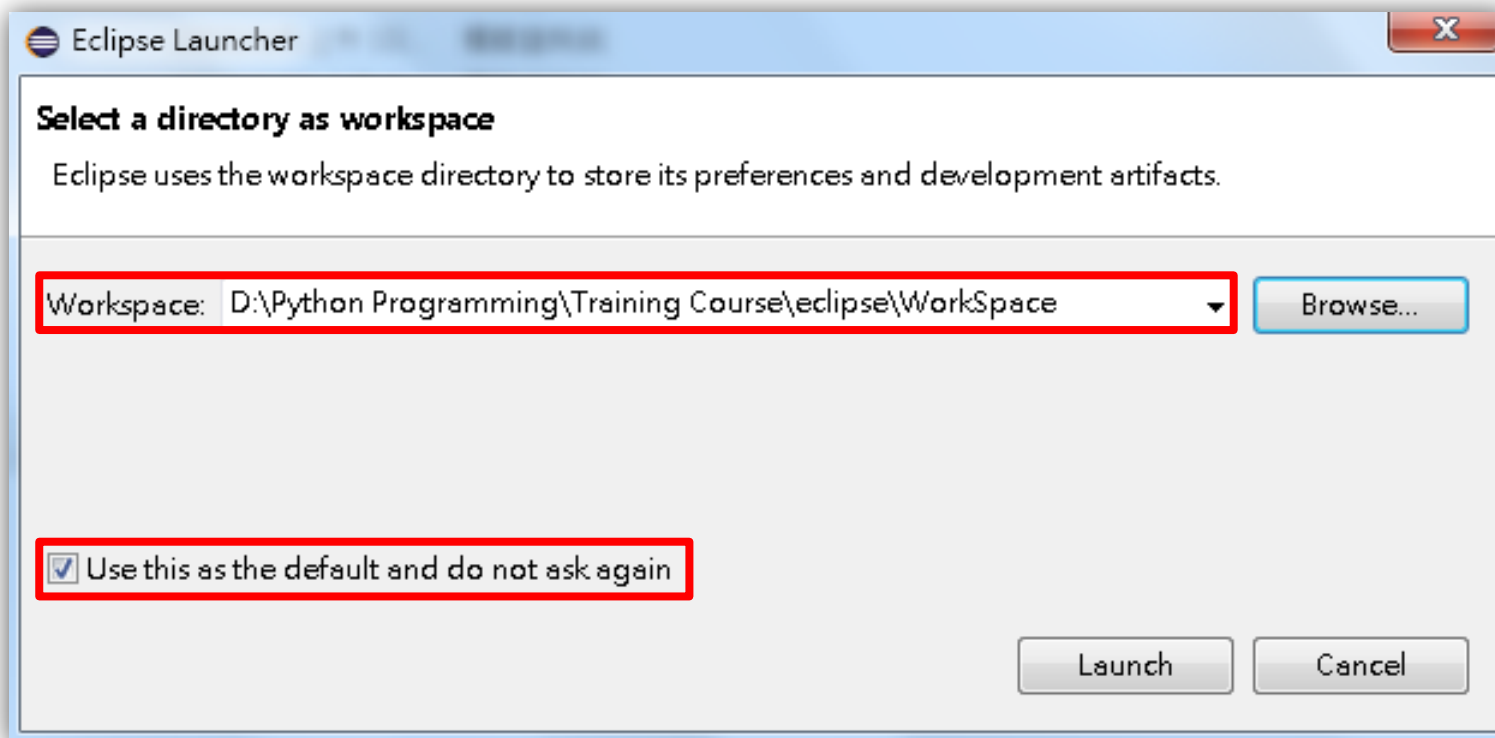 Eclipse Launcher
Select a directory as workspace
Eclipse uses the workspace directory to store its preferences and development artifacts.
Workspace: D:\Python Programming\Training Course\eclipse\WorkSpace Browse...
Use this as the default and do not ask again
Launch Cancel